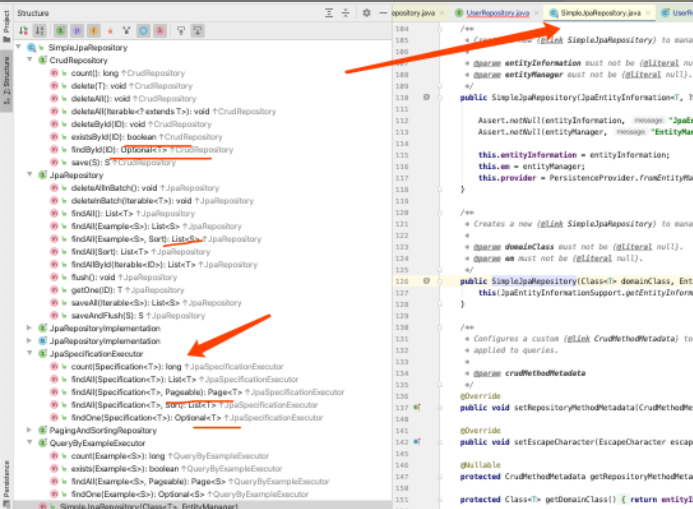 Structure
SimpleJpaRepository
CrudRepository
count(): long ↑CrudRepository
delete(T): void ↑CrudRepository
deleteAll(): void ↑CrudRepository
deleteAll(Iterable<? extends T>): void ↑CrudRepository
deleteById(ID): void ↑CrudRepository
existsById(ID): boolean ↑CrudRepository
findById(ID): Optional<T> ↑CrudRepository
save(S): S ↑CrudRepository
JpaRepository
deleteAllInBatch(): void ↑JpaRepository
deleteInBatch(Iterable<T>): void ↑JpaRepository
findAll(): List<T> ↑JpaRepository
findAll(Example<S>): List<S> ↑JpaRepository
findAll(Example<S>, Sort): List<S> ↑JpaRepository
findAll(Sort): List<T> ↑JpaRepository
findAllById(Iterable<ID>): List<T> ↑JpaRepository
flush(): void ↑JpaRepository
getOne(ID): T ↑JpaRepository
saveAll(Iterable<S>): List<S> ↑JpaRepository
saveAndFlush(S): S ↑JpaRepository
JpaRepositoryImplementation
JpaRepositoryImplementation
JpaSpecificationExecutor
count(Specification<T>): long ↑JpaSpecificationExecutor
findAll(Specification<T>): List<T> ↑JpaSpecificationExecutor
findAll(Specification<T>, Pageable): Page<T> ↑JpaSpecificationExecutor
findAll(Specification<T>, Sort): List<T> ↑JpaSpecificationExecutor
findOne(Specification<T>): Optional<T> ↑JpaSpecificationExecutor
PagingAndSortingRepository
QueryByExampleExecutor
count(Example<S>): long ↑QueryByExampleExecutor
exists(Example<S>): boolean ↑QueryByExampleExecutor
findAll(Example<S>, Pageable): Page<S> ↑QueryByExampleExecutor
findOne(Example<S>): Optional<S> ↑QueryByExampleExecutor
SimpleJpaRepository(Class<T>, EntityManager)
1: Project
Z: Structure
Persistence
pository.java
UserRepository.java
SimpleJpaRepository.java
UserR
104 /**
105 new {@link SimpleJpaRepository} to mana
106 *
107 * @param entityInformation must not be {@literal nul
108 * @param entityManager must not be {@literal null}.
109 */
110 public SimpleJpaRepository(JpaEntityInformation<T, ?
111
112 Assert.notNull(entityInformation, message: "JpaE
113 Assert.notNull(entityManager, message: "EntityMan
114
115 this.entityInformation = entityInformation;
116 this.em = entityManager;
117 this.provider = PersistenceProvider.fromEntityMa
118 }
119
120 /**
121 * Creates a new {@link SimpleJpaRepository} to mana
122 *
123 * @param domainClass must not be {@literal null}.
124 * @param em must not be {@literal null}.
125 */
126 public SimpleJpaRepository(Class<T> domainClass, Ent
127 this(JpaEntityInformationSupport.getEntityInform
128 }
129
130 /**
131 * Configures a custom {@link CrudMethodMetadata} to
132 * applied to queries.
133 *
134 * @param crudMethodMetadata
135 */
136 @Override
137 public void setRepositoryMethodMetadata(CrudMethodMe
140
141 @Override
142 public void setEscapeCharacter(EscapeCharacter escap
145
146 @Nullable
147 protected CrudMethodMetadata getRepositoryMethodMeta
150
151 protected Class<T> getDomainClass() { return entityI